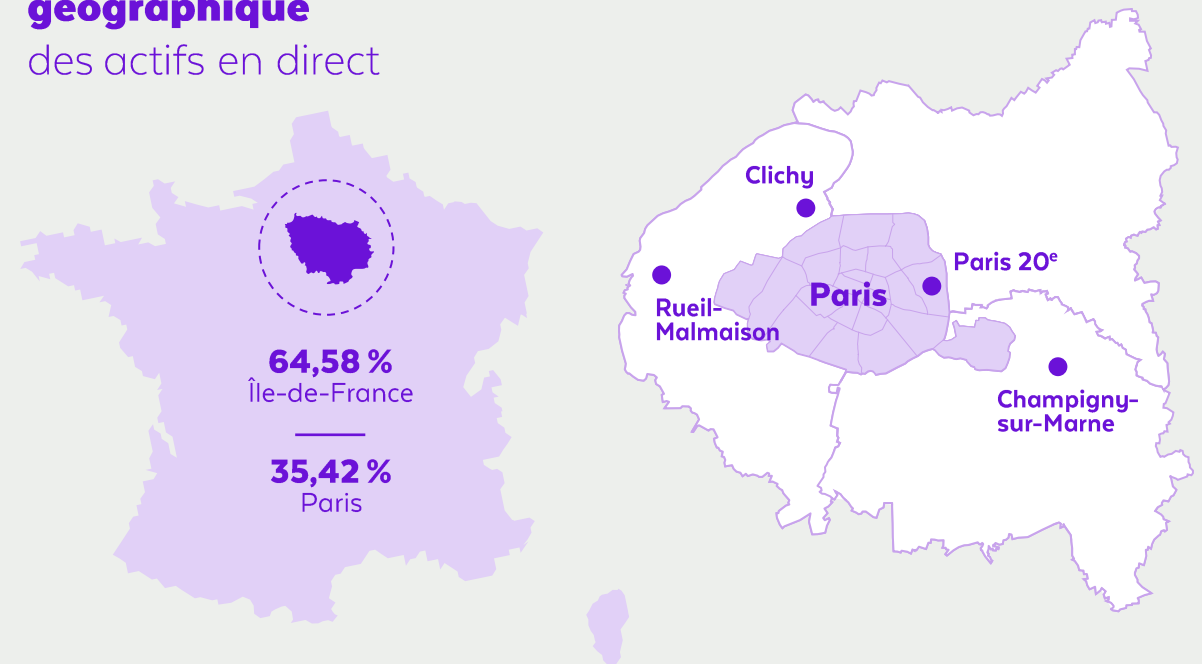 géographique
des actifs en direct
64,58 %
Île-de-France
35,42 %
Paris
Clichy
Paris 20e
Paris
Rueil-
Malmaison
Champigny-
sur-Marne